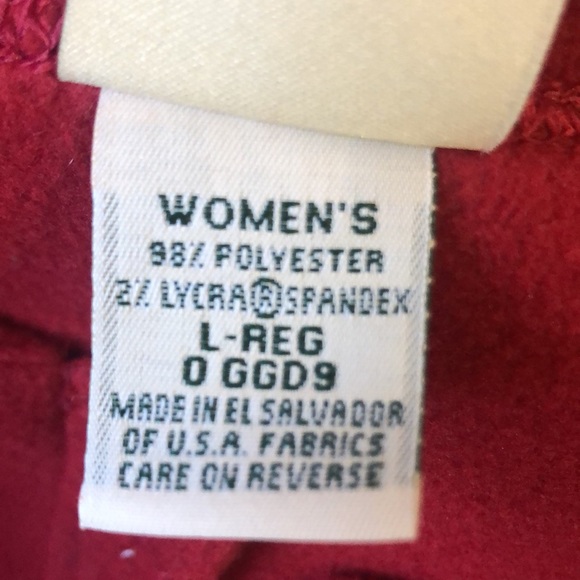 WOMEN'S
98% POLYESTER
2% LYCRA®SPANDEX
L-REG
0 GGD9
MADE IN EL SALVADOR
OF U.S.A. FABRICS
CARE ON REVERSE